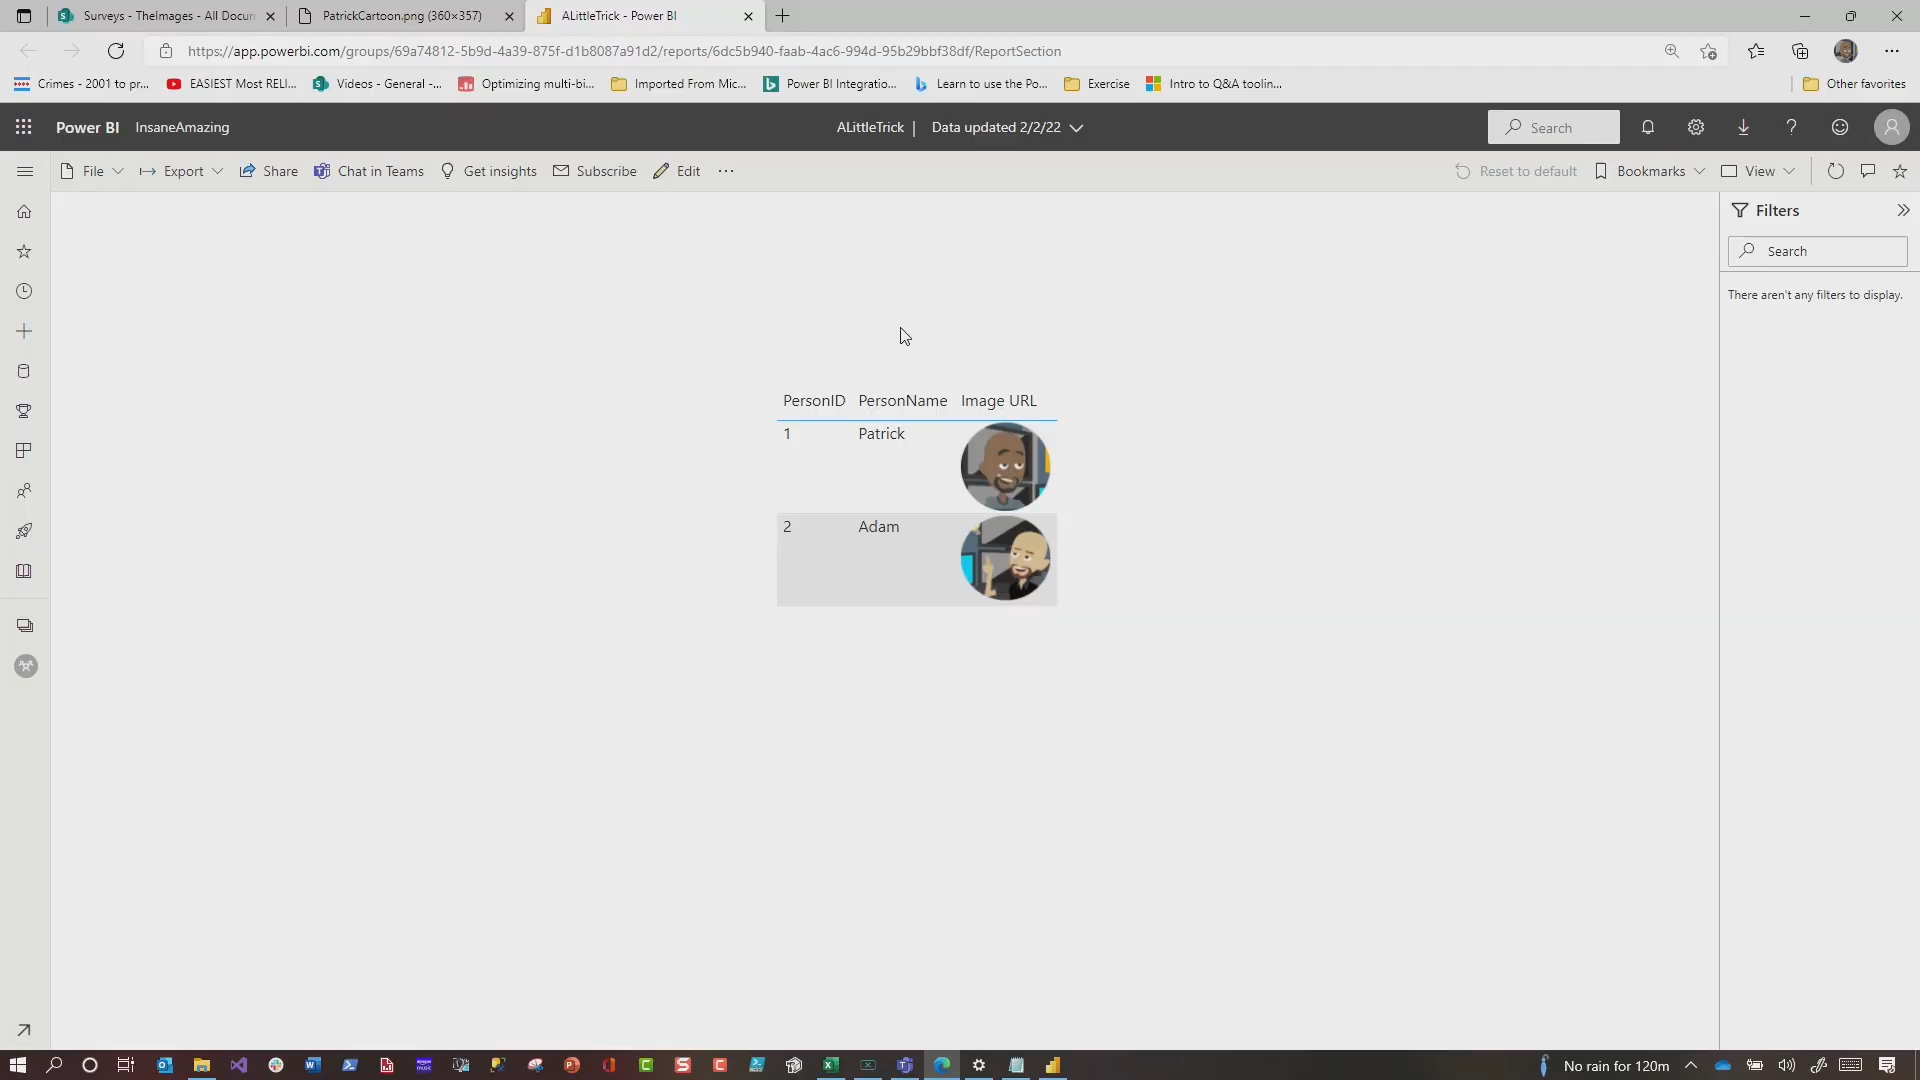 Surveys - TheImages - All Docum
PatrickCartoon.png (360×357)
ALittleTrick - Power BI
https://app.powerbi.com/groups/69a74812-5b9d-4a39-875f-d1b8087a91d2/reports/6dc5b940-faab-4ac6-994d-95b29bbf38df/ReportSection
Crimes - 2001 to pr...
EASIEST Most RELI...
Videos - General -...
Optimizing multi-bi...
Imported From Mic...
Power BI Integratio...
Learn to use the Po...
Exercise
Intro to Q&A toolin...
Other favorites
Power BI InsaneAmazing
ALittleTrick | Data updated 2/2/22
Search
File Export Share Chat in Teams Get insights Subscribe Edit ...
Reset to default Bookmarks View
Filters
Search
There aren't any filters to display.
PersonID PersonName Image URL
1 Patrick
2 Adam
No rain for 120m